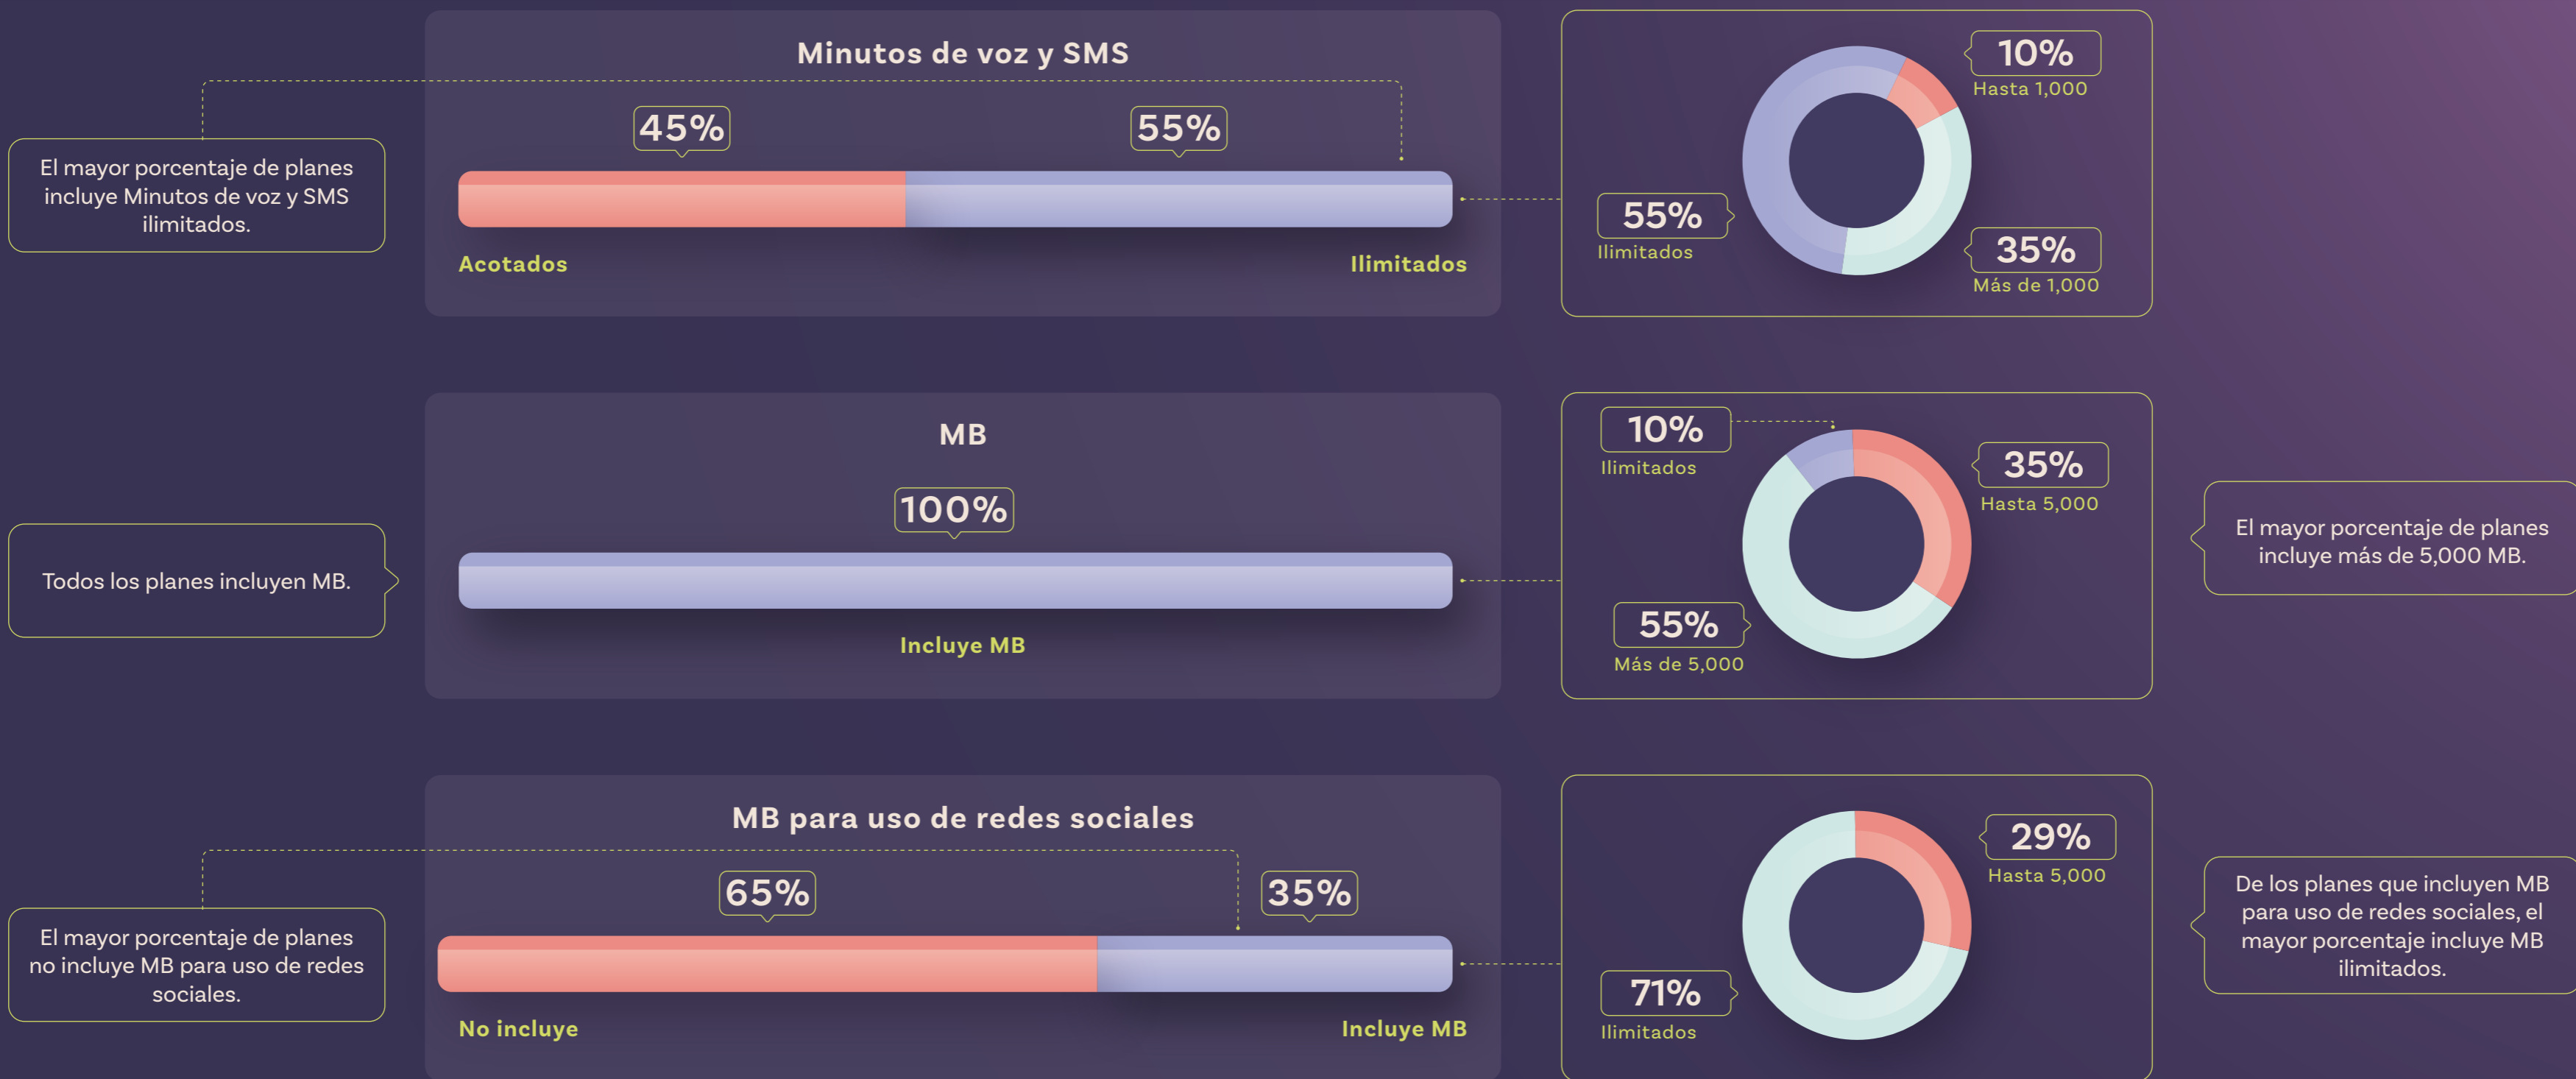 Minutos de voz y SMS
El mayor porcentaje de planes
incluye Minutos de voz y SMS
ilimitados.
45%
55%
Acotados
Ilimitados
10%
Hasta 1,000
55%
Ilimitados
35%
Más de 1,000
MB
Todos los planes incluyen MB.
100%
Incluye MB
10%
Ilimitados
35%
Hasta 5,000
55%
Más de 5,000
El mayor porcentaje de planes
incluye más de 5,000 MB.
MB para uso de redes sociales
El mayor porcentaje de planes
no incluye MB para uso de redes
sociales.
65%
35%
No incluye
Incluye MB
29%
Hasta 5,000
71%
Ilimitados
De los planes que incluyen MB
para uso de redes sociales, el
mayor porcentaje incluye MB
ilimitados.